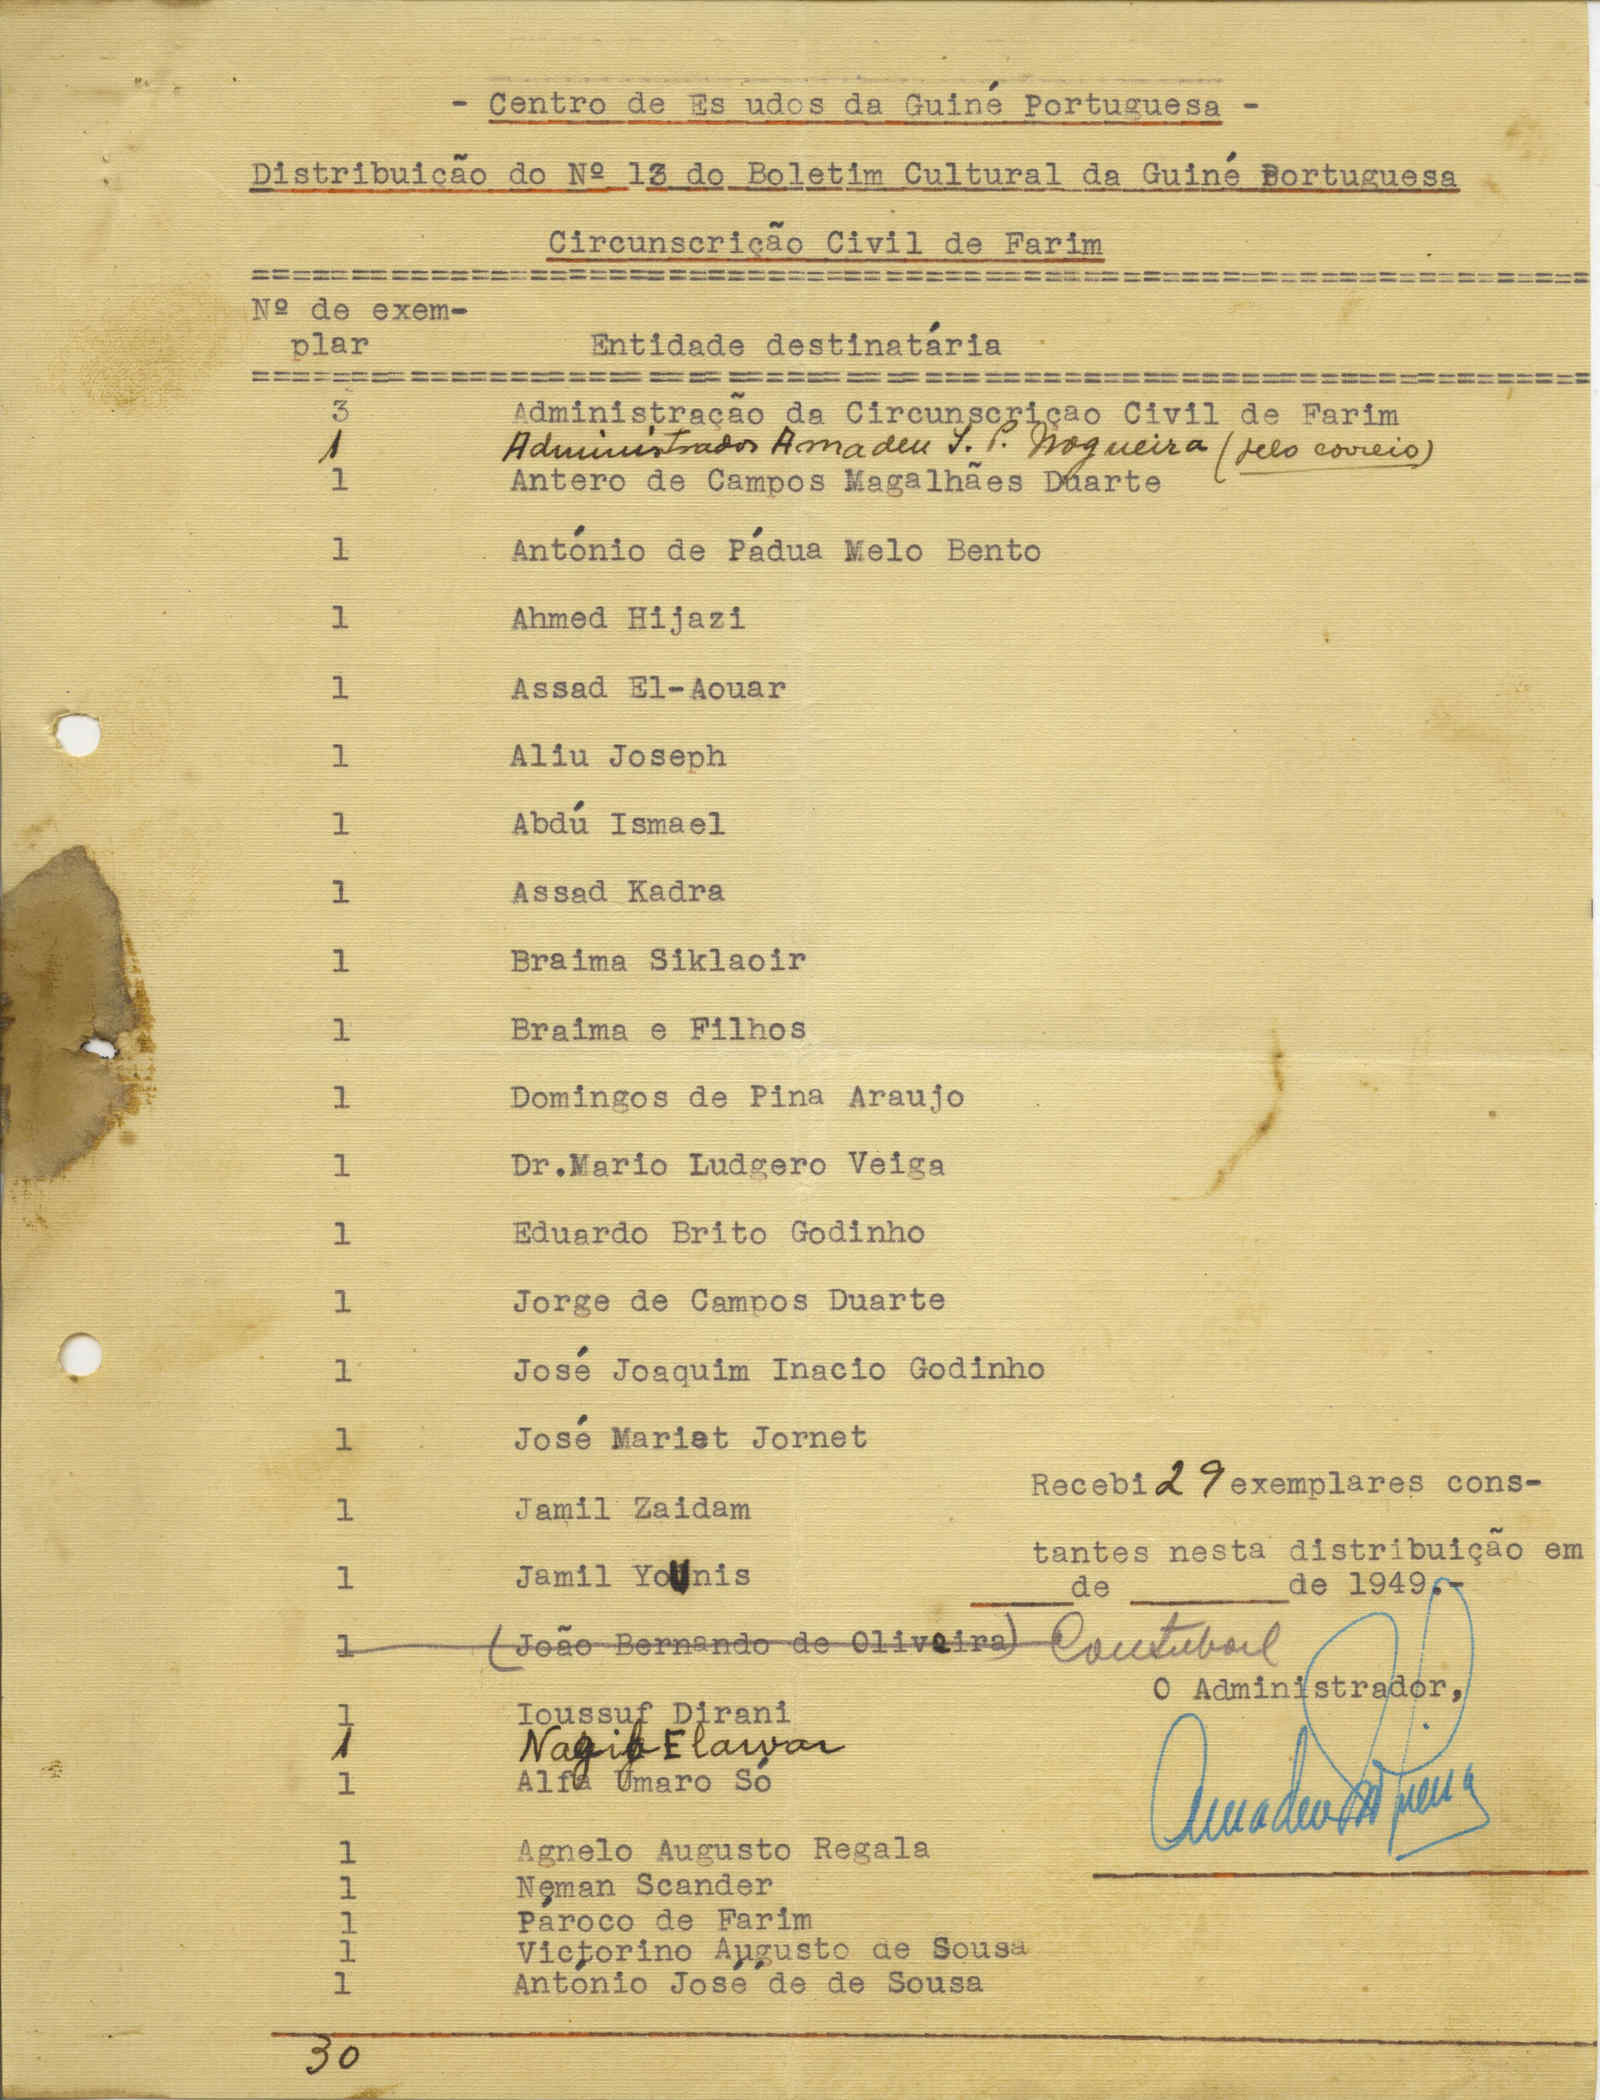 - Centro de Es udos da Guiné Portuguesa -
Distribuição do Nº 13 do Boletim Cultural da Guiné Portuguesa
Circunscrição Civil de Farim
Nº de exem-
plar
Entidade destinatária
3 Administração da Circunscriçao Civil de Farim
1 Administrador Amadeu I. P. Nogueira (pelo correio)
1 Antero de Campos Magalhães Duarte
1 António de Pádua Melo Bento
1 Ahmed Hijazi
1 Assad El-Aouar
1 Aliu Joseph
1 Abdú Ismael
1 Assad Kadra
1 Braima Siklaoir
1 Braima e Filhos
1 Domingos de Pina Araujo
1 Dr.Mario Ludgero Veiga
1 Eduardo Brito Godinho
1 Jorge de Campos Duarte
1 José Joaquim Inacio Godinho
1 José Mariet Jornet
1 Jamil Zaidam
1 Jamil YoUnis
1 (João Bernando de Oliveira) Contuboel
1 Ioussuf Dirani
1 Nagib Elawar
1 Alfa Umaro Só
1 Agnelo Augusto Regala
1 Neman Scander
1 Pároco de Farim
1 Victorino Augusto de Sousa
1 António José de de Sousa
30
Recebi 29 exemplares cons-
tantes nesta distribuição em
de de 1949.-
O Administrador,
Amadeu